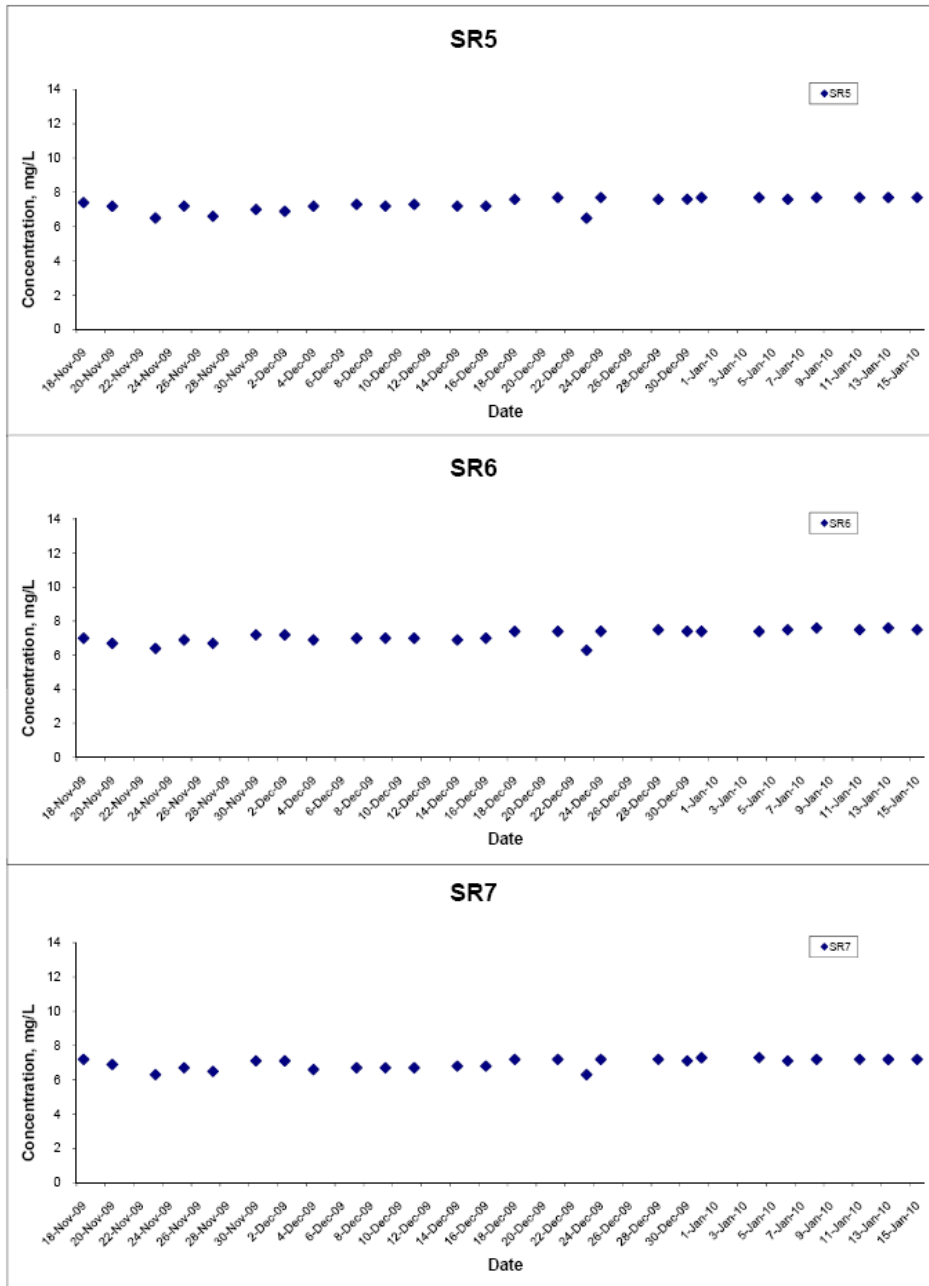 SR5
14
12
10
8
6
4
2
0
Concentration, mg/L
SR5
18-Nov-09
20-Nov-09
22-Nov-09
24-Nov-09
26-Nov-09
28-Nov-09
30-Nov-09
2-Dec-09
4-Dec-09
6-Dec-09
8-Dec-09
10-Dec-09
12-Dec-09
14-Dec-09
16-Dec-09
18-Dec-09
20-Dec-09
22-Dec-09
24-Dec-09
26-Dec-09
28-Dec-09
30-Dec-09
1-Jan-10
3-Jan-10
5-Jan-10
7-Jan-10
9-Jan-10
11-Jan-10
13-Jan-10
15-Jan-10
Date
SR6
14
12
10
8
6
4
2
0
Concentration, mg/L
SR6
18-Nov-09
20-Nov-09
22-Nov-09
24-Nov-09
26-Nov-09
28-Nov-09
30-Nov-09
2-Dec-09
4-Dec-09
6-Dec-09
8-Dec-09
10-Dec-09
12-Dec-09
14-Dec-09
16-Dec-09
18-Dec-09
20-Dec-09
22-Dec-09
24-Dec-09
26-Dec-09
28-Dec-09
30-Dec-09
1-Jan-10
3-Jan-10
5-Jan-10
7-Jan-10
9-Jan-10
11-Jan-10
13-Jan-10
15-Jan-10
Date
SR7
14
12
10
8
6
4
2
0
Concentration, mg/L
SR7
18-Nov-09
20-Nov-09
22-Nov-09
24-Nov-09
26-Nov-09
28-Nov-09
30-Nov-09
2-Dec-09
4-Dec-09
6-Dec-09
8-Dec-09
10-Dec-09
12-Dec-09
14-Dec-09
16-Dec-09
18-Dec-09
20-Dec-09
22-Dec-09
24-Dec-09
26-Dec-09
28-Dec-09
30-Dec-09
1-Jan-10
3-Jan-10
5-Jan-10
7-Jan-10
9-Jan-10
11-Jan-10
13-Jan-10
15-Jan-10
Date